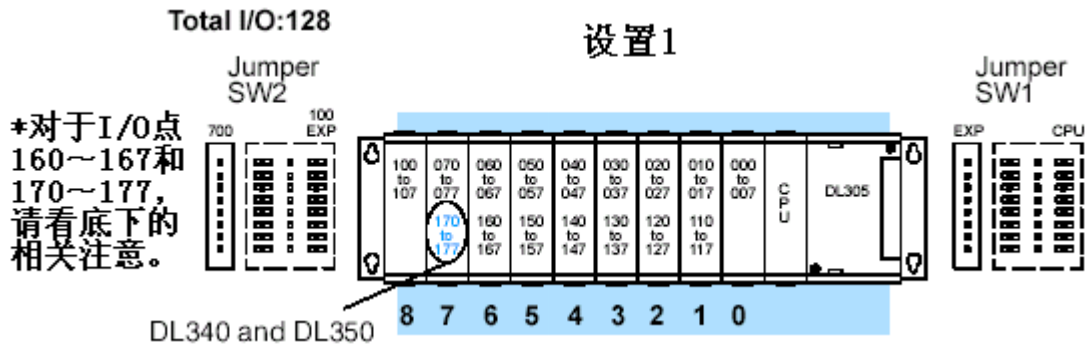 Total I/O:128
设置1
Jumper
SW2
*对于I/O点
160～167和
170～177,
请看底下的
相关注意。
700
100
EXP
100
to
107
070
to
077
170
to
177
060
to
067
160
to
167
050
to
057
150
to
157
040
to
047
140
to
147
030
to
037
130
to
137
020
to
027
120
to
127
010
to
017
110
to
117
000
to
007
CPU
DL305
Jumper
SW1
EXP
CPU
8 7 6 5 4 3 2 1 0
DL340 and DL350